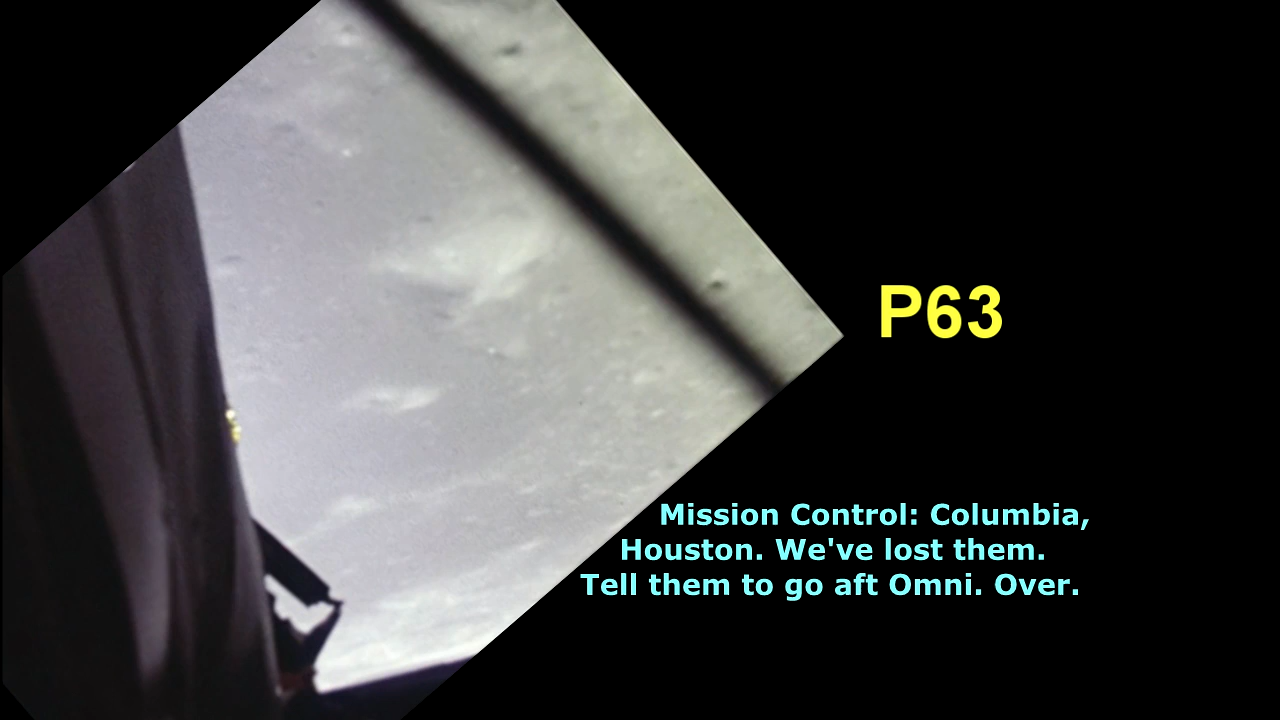 P63
Mission Control: Columbia,
Houston. We've lost them.
Tell them to go aft Omni. Over.